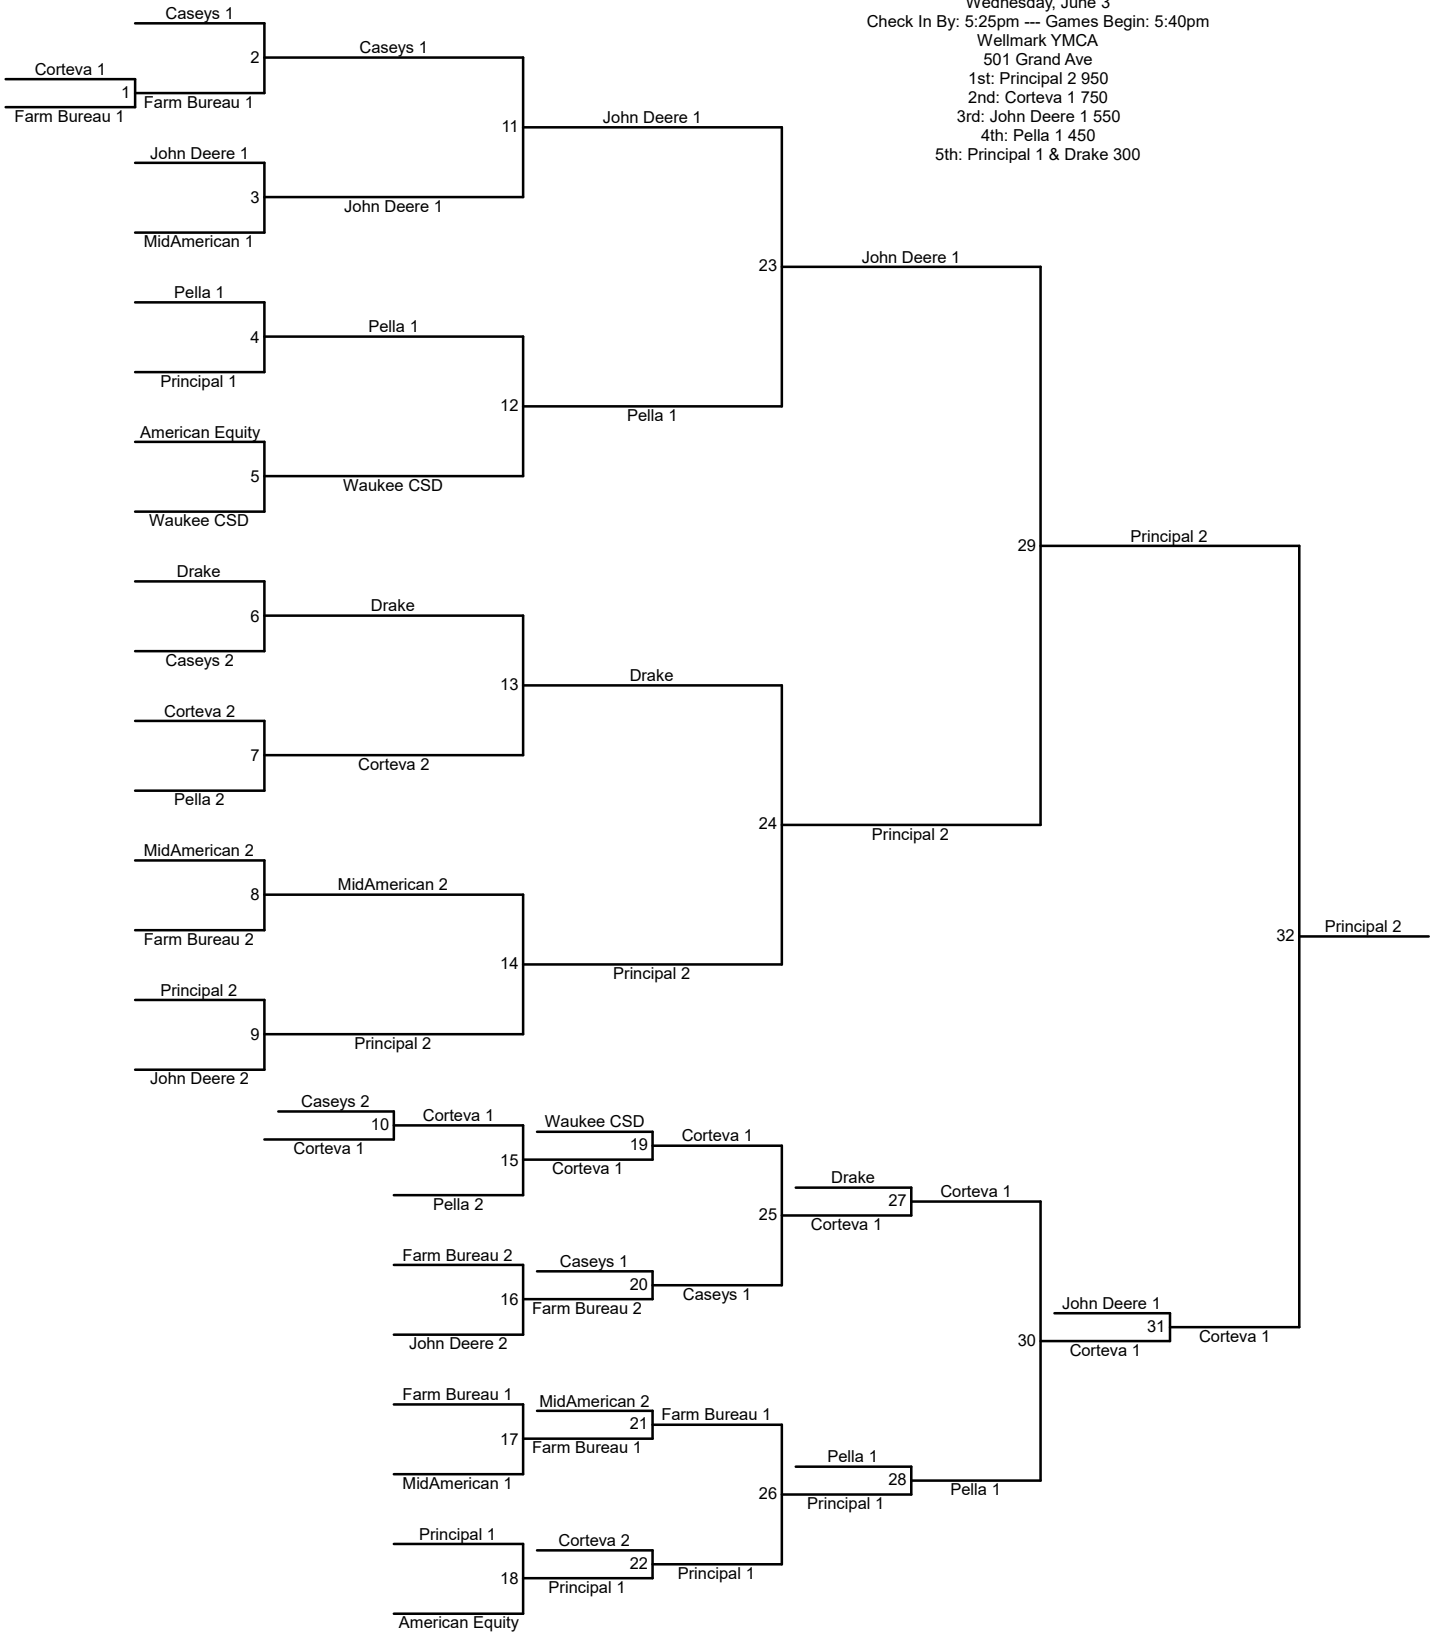 Wednesday, June 3
Check In By: 5:25pm --- Games Begin: 5:40pm
Wellmark YMCA
501 Grand Ave
1st: Principal 2 950
2nd: Corteva 1 750
3rd: John Deere 1 550
4th: Pella 1 450
5th: Principal 1 & Drake 300
Caseys 1
2
Caseys 1
Corteva 1
1
Farm Bureau 1
Farm Bureau 1
11
John Deere 1
John Deere 1
3
John Deere 1
MidAmerican 1
23
John Deere 1
Pella 1
4
Pella 1
Principal 1
12
Pella 1
American Equity
5
Waukee CSD
Waukee CSD
29
Principal 2
Drake
6
Drake
Caseys 2
13
Drake
Corteva 2
7
Corteva 2
Pella 2
24
Principal 2
MidAmerican 2
8
MidAmerican 2
Farm Bureau 2
14
Principal 2
Principal 2
9
Principal 2
John Deere 2
32
Principal 2
Caseys 2
10
Corteva 1
Corteva 1
15
Pella 2
Waukee CSD
19
Corteva 1
Corteva 1
25
Drake
27
Corteva 1
Corteva 1
Farm Bureau 2
16
John Deere 2
Caseys 1
20
Farm Bureau 2
Caseys 1
30
John Deere 1
31
Corteva 1
Corteva 1
Farm Bureau 1
17
MidAmerican 1
MidAmerican 2
21
Farm Bureau 1
Farm Bureau 1
26
Pella 1
28
Principal 1
Pella 1
Principal 1
18
American Equity
Corteva 2
22
Principal 1
Principal 1